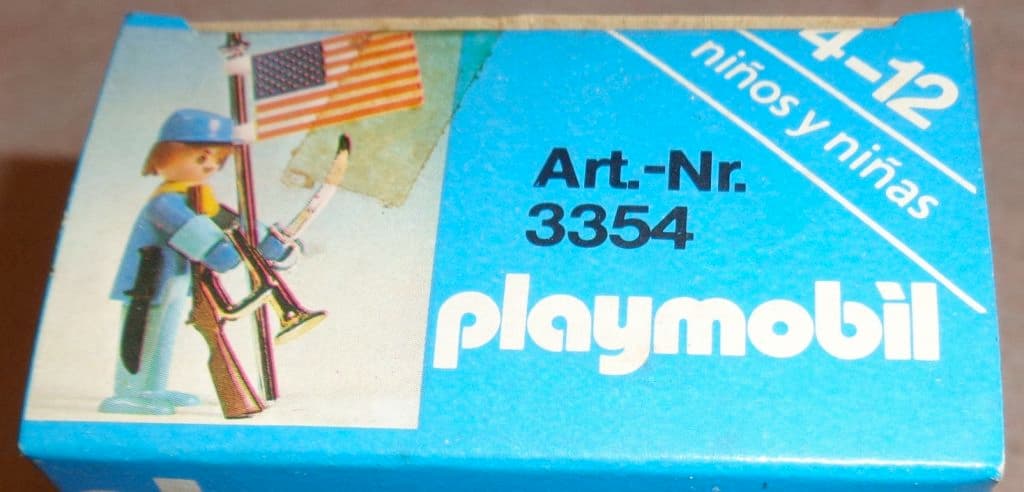 4-12
niños y niñas
Art.-Nr.
3354
playmobil